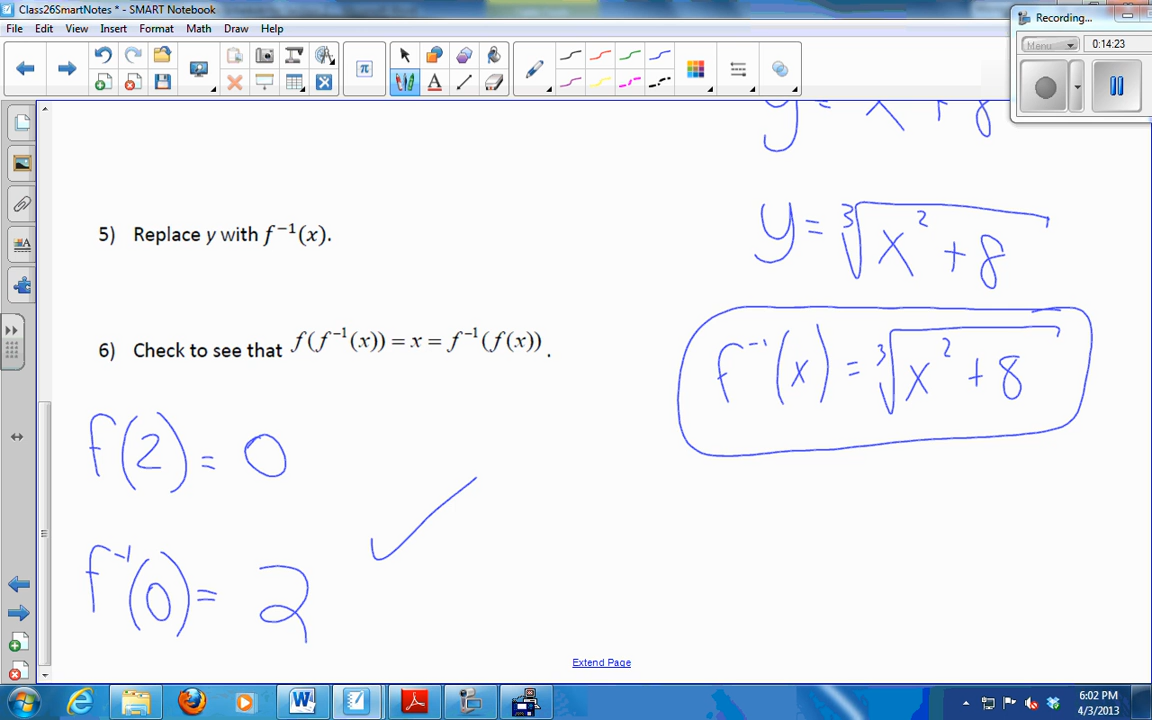 Class26SmartNotes * - SMART Notebook
File Edit View Insert Format Math Draw Help
Recording...
Menu
0:14:23
π
A
y = x + 8
5) Replace y with f⁻¹(x).
y = ∛(x² + 8)
6) Check to see that f(f⁻¹(x)) = x = f⁻¹(f(x)).
f⁻¹(x) = ∛(x² + 8)
f(2) = 0
f⁻¹(0) = 2
Extend Page
6:02 PM
4/3/2013